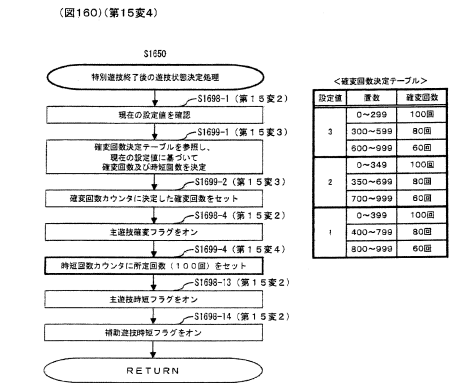 (図160)(第15変4)
S1650
特別遊技終了後の遊技状態決定処理
S1698-1(第15変2)
現在の設定値を確認
S1699-1(第15変3)
確変回数決定テーブルを参照し、
現在の設定値に基づいて
確変回数及び時短回数を決定
S1699-2(第15変3)
確変回数カウンタに決定した確変回数をセット
S1698-4(第15変2)
主遊技確変フラグをオン
S1699-4(第15変4)
時短回数カウンタに所定回数(100回)をセット
S1698-13(第15変2)
主遊技時短フラグをオン
S1698-14(第15変2)
補助遊技時短フラグをオン
RETURN
<確変回数決定テーブル>
設定値 置数 確変回数
3 0~299 100回
300~599 80回
600~999 60回
2 0~349 100回
350~699 80回
700~999 60回
1 0~399 100回
400~799 80回
800~999 60回